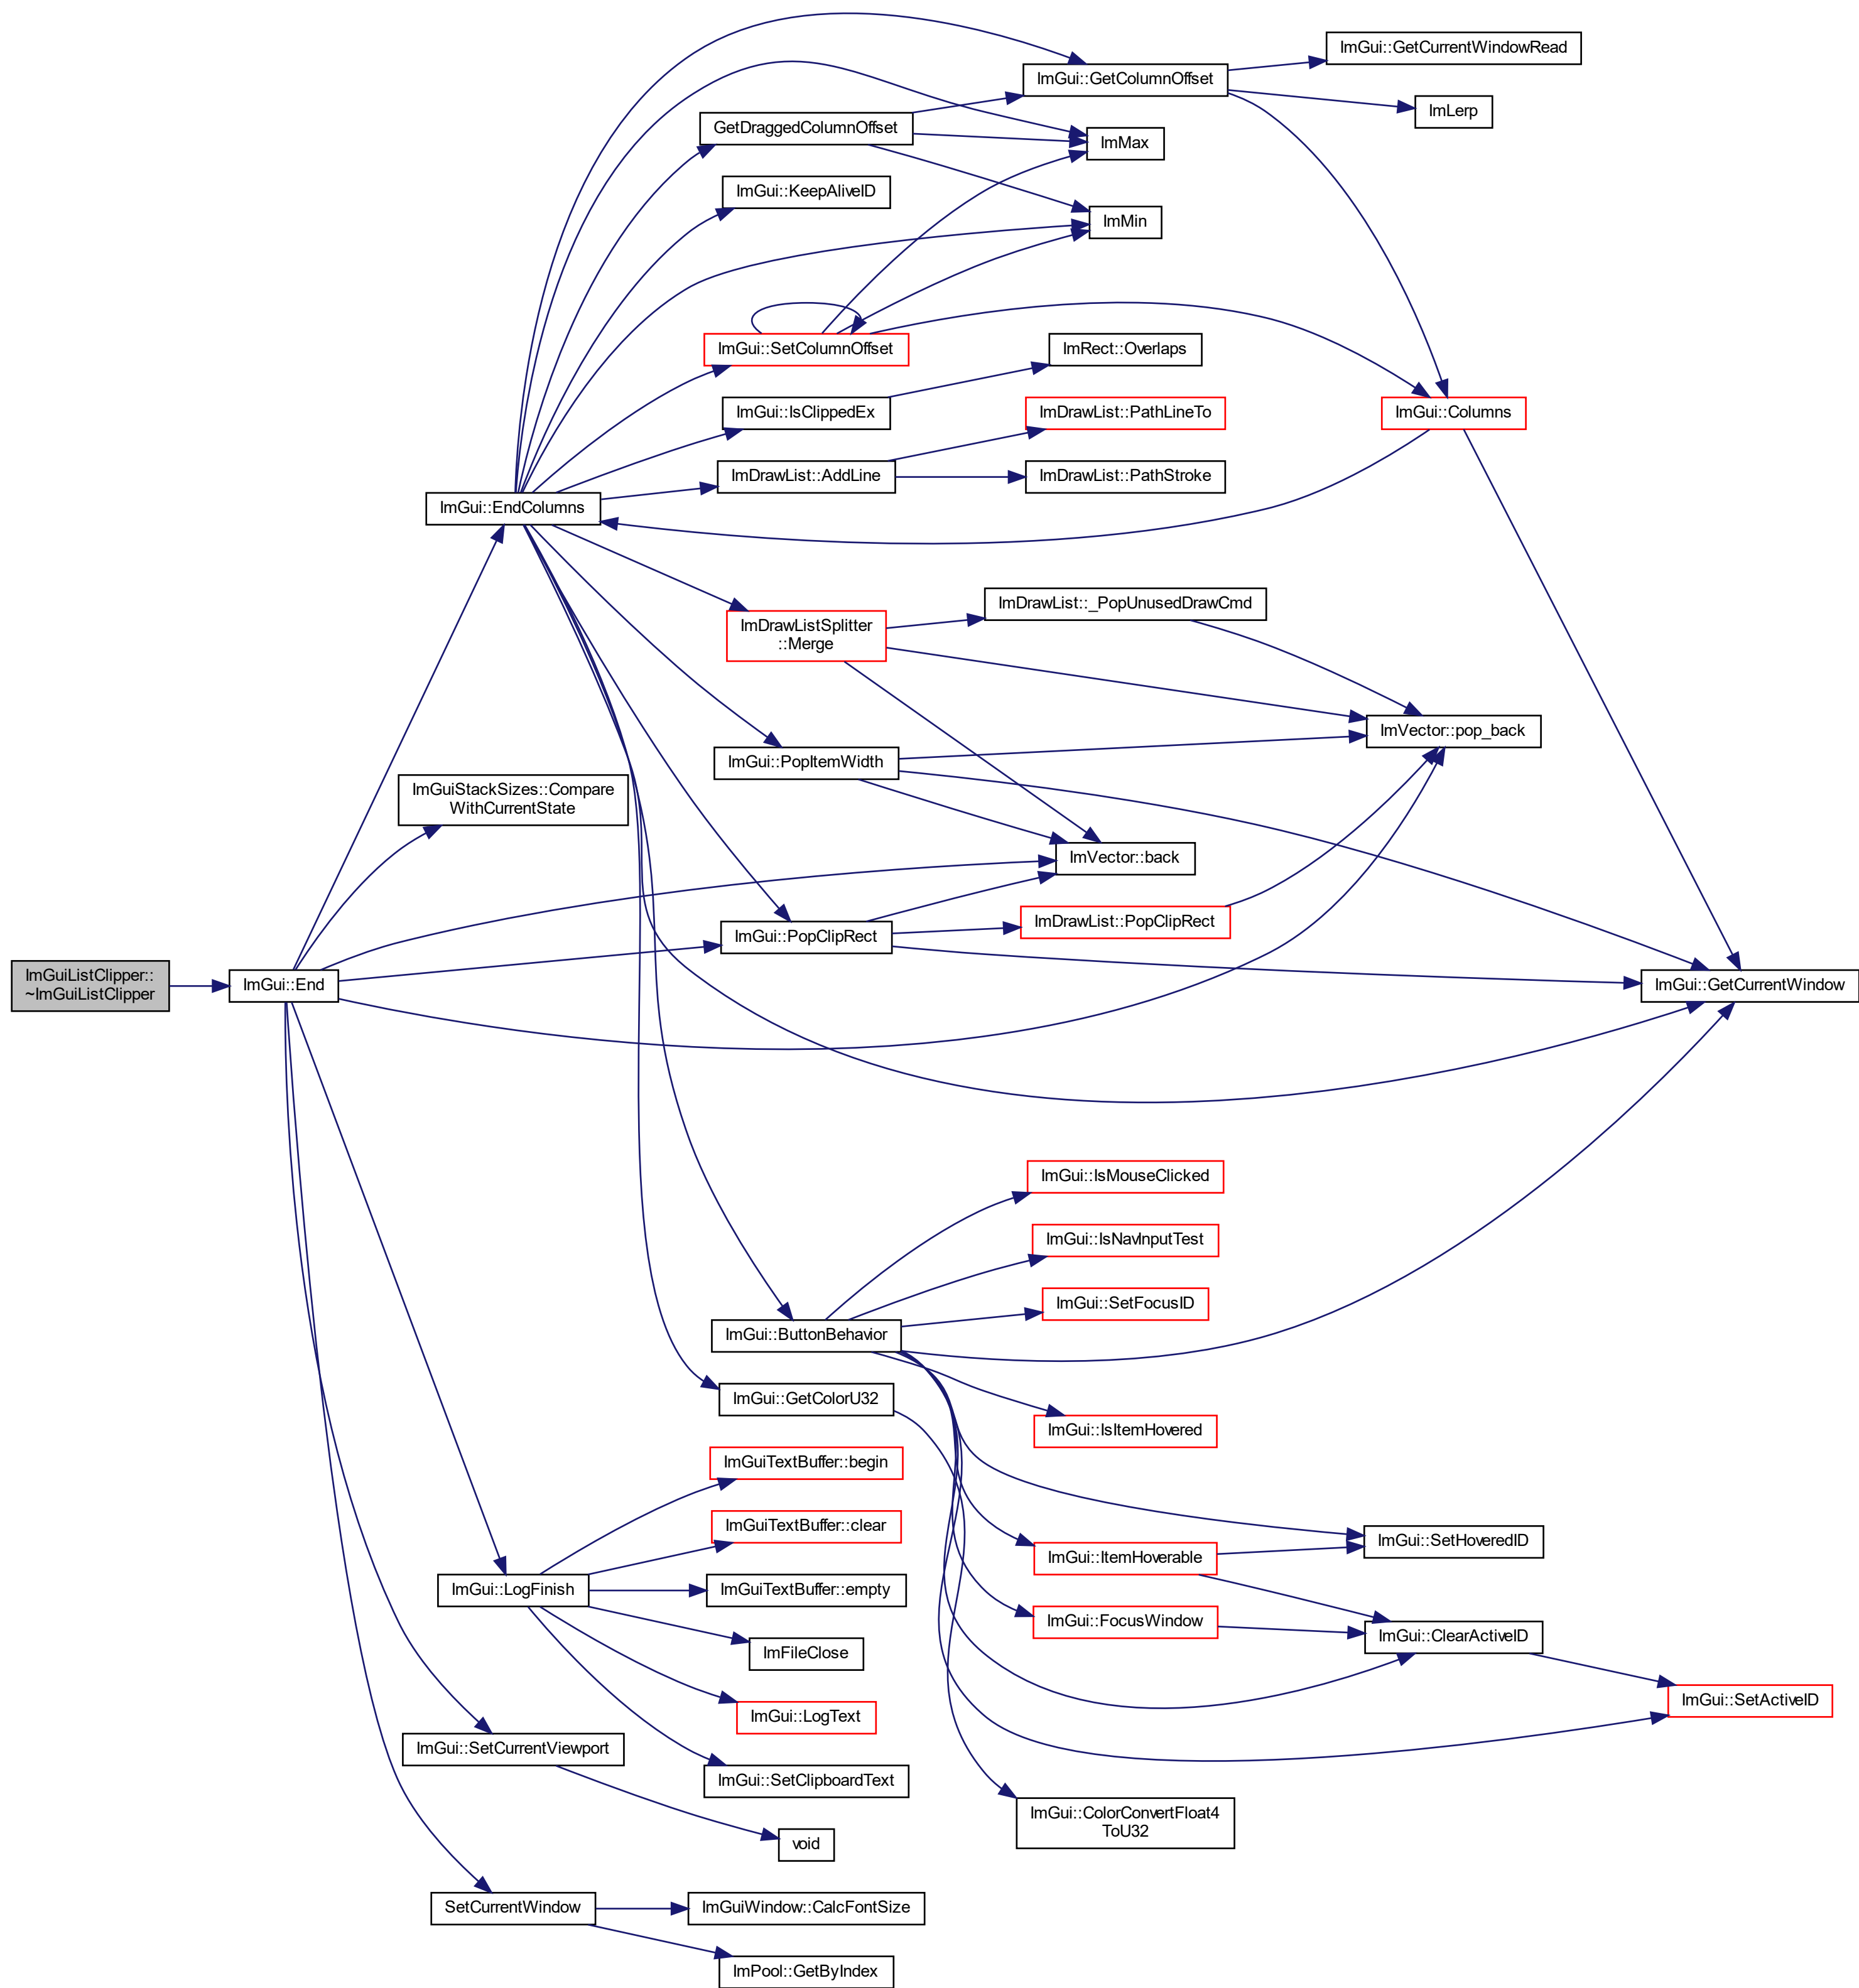 ImGui::GetCurrentWindowRead
ImGui::GetColumnOffset
ImLerp
GetDraggedColumnOffset
ImMax
ImGui::KeepAliveID
ImMin
ImGui::SetColumnOffset
ImRect::Overlaps
ImGui::IsClippedEx
ImDrawList::PathLineTo
ImGui::Columns
ImDrawList::AddLine
ImDrawList::PathStroke
ImGui::EndColumns
ImDrawList::_PopUnusedDrawCmd
ImDrawListSplitter
::Merge
ImVector::pop_back
ImGui::PopItemWidth
ImGuiStackSizes::Compare
WithCurrentState
ImVector::back
ImDrawList::PopClipRect
ImGui::PopClipRect
ImGuiListClipper::
~ImGuiListClipper
ImGui::End
ImGui::GetCurrentWindow
ImGui::IsMouseClicked
ImGui::IsNavInputTest
ImGui::SetFocusID
ImGui::ButtonBehavior
ImGui::GetColorU32
ImGui::IsItemHovered
ImGuiTextBuffer::begin
ImGuiTextBuffer::clear
ImGui::SetHoveredID
ImGui::ItemHoverable
ImGui::LogFinish
ImGuiTextBuffer::empty
ImGui::FocusWindow
ImGui::ClearActiveID
ImFileClose
ImGui::SetActiveID
ImGui::LogText
ImGui::SetCurrentViewport
ImGui::SetClipboardText
ImGui::ColorConvertFloat4
ToU32
void
SetCurrentWindow
ImGuiWindow::CalcFontSize
ImPool::GetByIndex